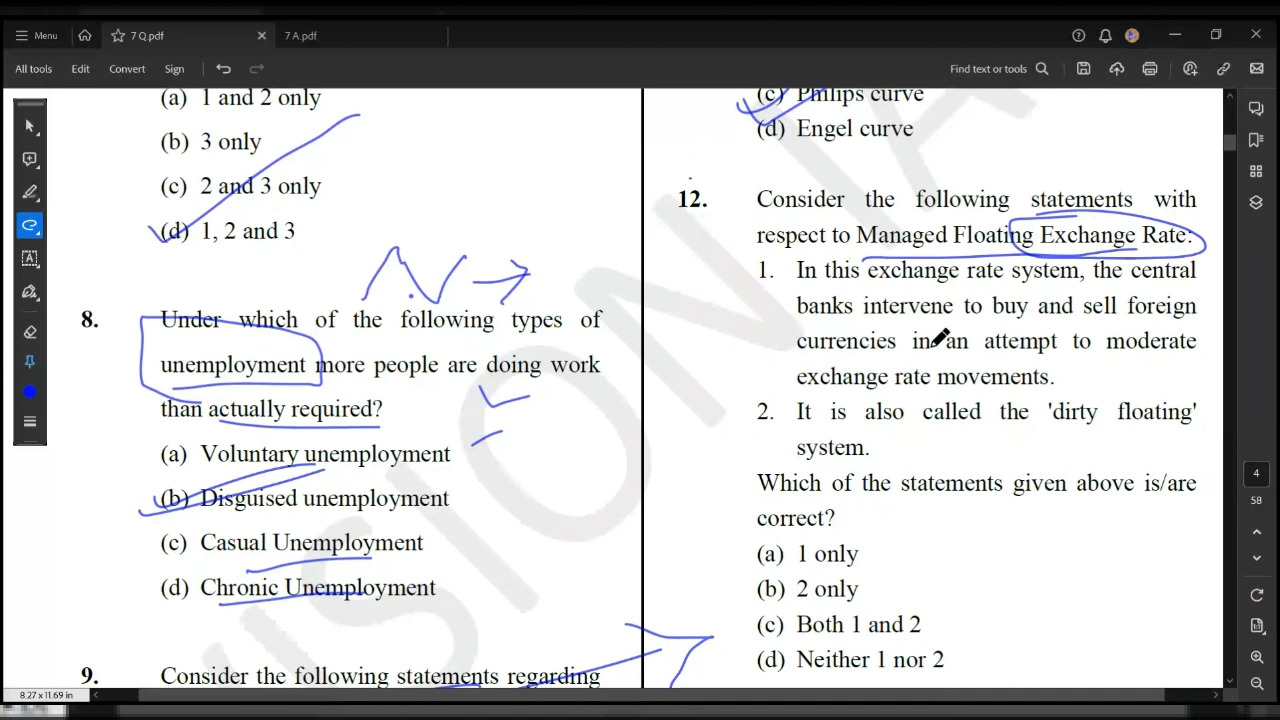 Menu
7 Q.pdf
7 A.pdf
All tools
Edit
Convert
Sign
Find text or tools
(a) 1 and 2 only
(b) 3 only
(c) 2 and 3 only
(d) 1, 2 and 3
8. Under which of the following types of
unemployment more people are doing work
than actually required?
(a) Voluntary unemployment
(b) Disguised unemployment
(c) Casual Unemployment
(d) Chronic Unemployment
9. Consider the following statements regarding
(c) Philips curve
(d) Engel curve
12. Consider the following statements with
respect to Managed Floating Exchange Rate:
1. In this exchange rate system, the central
banks intervene to buy and sell foreign
currencies in an attempt to moderate
exchange rate movements.
2. It is also called the 'dirty floating'
system.
Which of the statements given above is/are
correct?
(a) 1 only
(b) 2 only
(c) Both 1 and 2
(d) Neither 1 nor 2
4
58
8.27 x 11.69 in